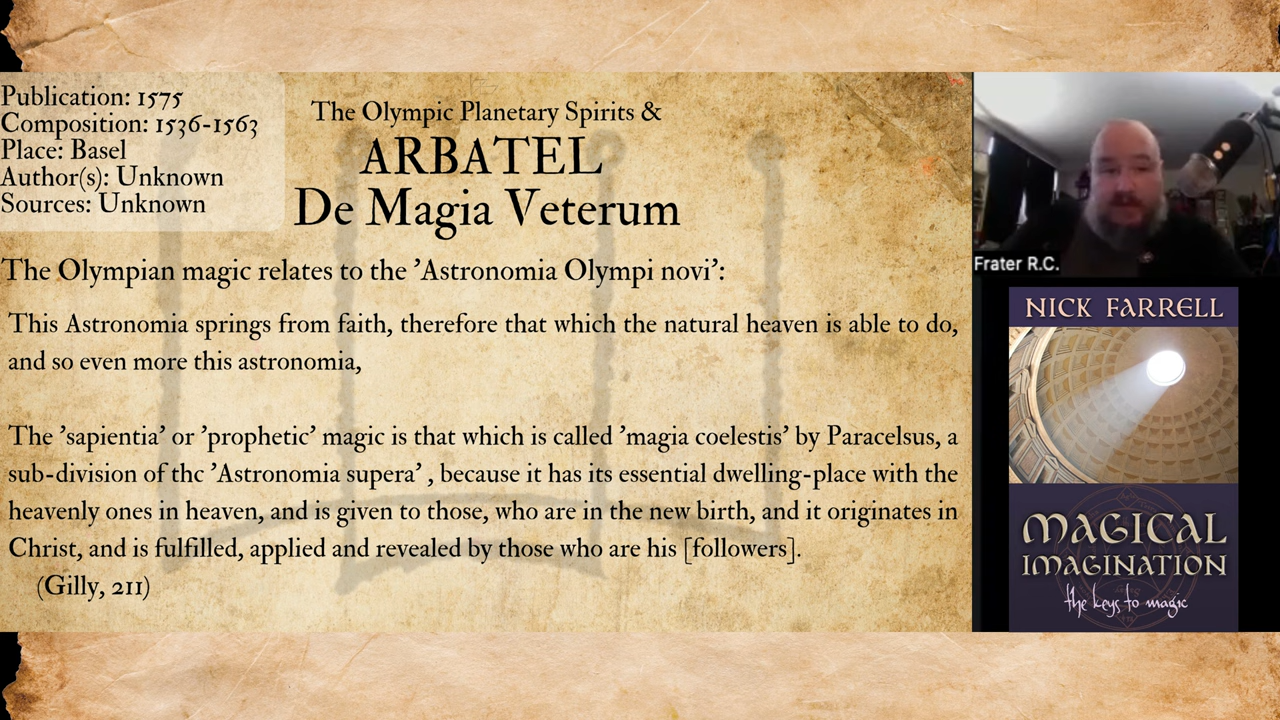 Publication: 1575
Composition: 1536-1563
Place: Basel
Author(s): Unknown
Sources: Unknown
The Olympic Planetary Spirits &
ARBATEL
De Magia Veterum
The Olympian magic relates to the 'Astronomia Olympi novi':
This Astronomia springs from faith, therefore that which the natural heaven is able to do,
and so even more this astronomia,
The 'sapientia' or 'prophetic' magic is that which is called 'magia coelestis' by Paracelsus, a
sub-division of thc 'Astronomia supera' , because it has its essential dwelling-place with the
heavenly ones in heaven, and is given to those, who are in the new birth, and it originates in
Christ, and is fulfilled, applied and revealed by those who are his [followers].
(Gilly, 211)
Frater R.C.
NICK FARRELL
MAGICAL
IMAGINATION
the keys to magic